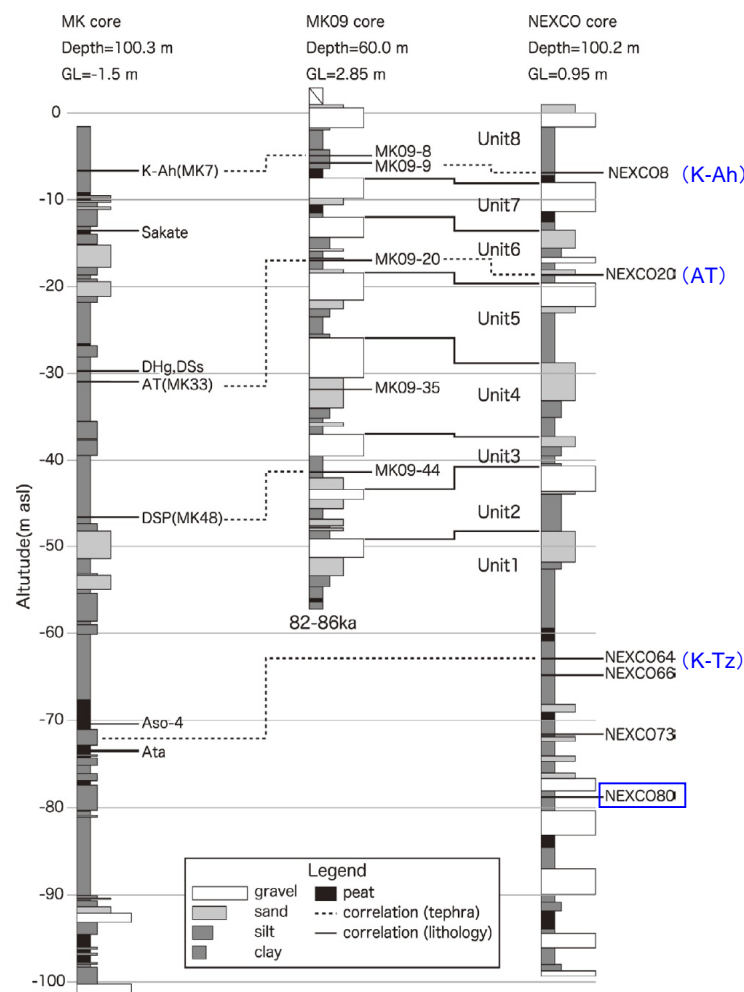 MK core
Depth=100.3 m
GL=-1.5 m
MK09 core
Depth=60.0 m
GL=2.85 m
NEXCO core
Depth=100.2 m
GL=0.95 m
Altutude(m asl)
0
-10
-20
-30
-40
-50
-60
-70
-80
-90
-100
K-Ah(MK7)
Sakate
DHg,DSs
AT(MK33)
DSP(MK48)
Aso-4
Ata
MK09-8
MK09-9
MK09-20
MK09-35
MK09-44
82-86ka
Unit8
Unit7
Unit6
Unit5
Unit4
Unit3
Unit2
Unit1
NEXCO8 (K-Ah)
NEXCO20 (AT)
NEXCO64 (K-Tz)
NEXCO66
NEXCO73
NEXCO80
Legend
gravel
sand
silt
clay
peat
correlation (tephra)
correlation (lithology)